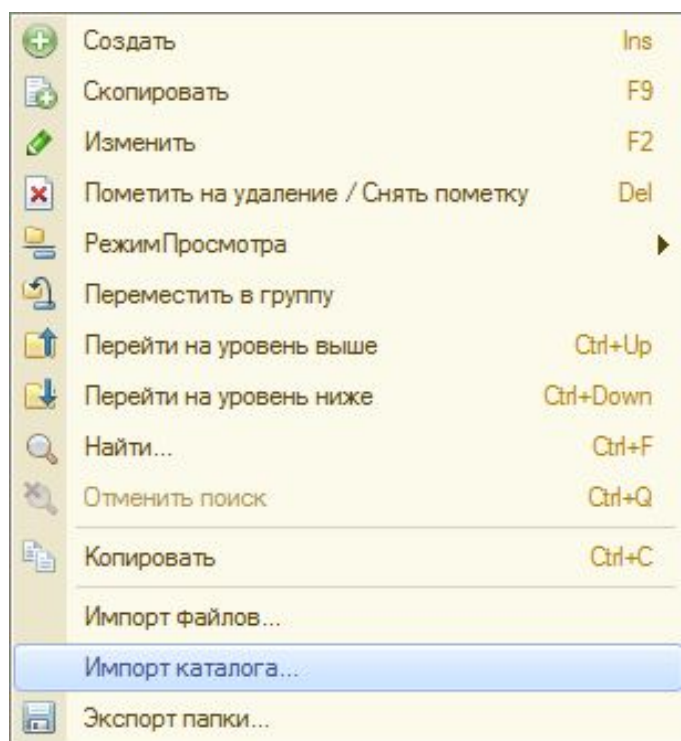 Создать Ins
Скопировать F9
Изменить F2
Пометить на удаление / Снять пометку Del
РежимПросмотра
Переместить в группу
Перейти на уровень выше Ctrl+Up
Перейти на уровень ниже Ctrl+Down
Найти... Ctrl+F
Отменить поиск Ctrl+Q
Копировать Ctrl+C
Импорт файлов...
Импорт каталога...
Экспорт папки...